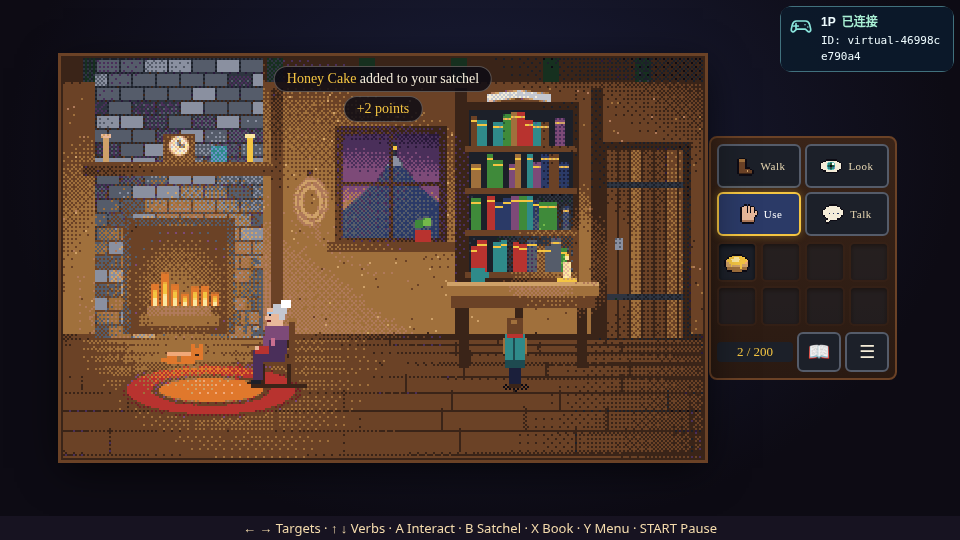 1P 已连接
ID: virtual-46998c
e790a4
Honey Cake added to your satchel
+2 points
Walk
Look
Use
Talk
2 / 200
← → Targets · ↑ ↓ Verbs · A Interact · B Satchel · X Book · Y Menu · START Pause